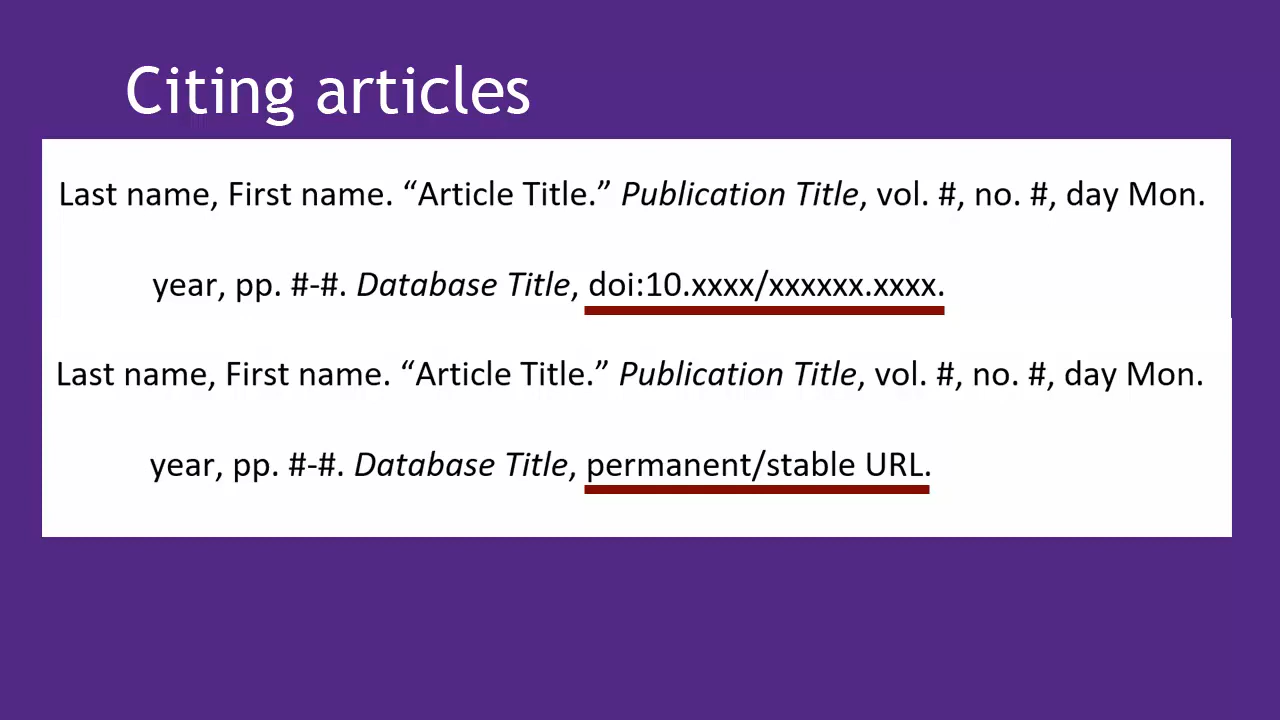 Citing articles
Last name, First name. “Article Title.” Publication Title, vol. #, no. #, day Mon.
year, pp. #-#. Database Title, doi:10.xxxx/xxxxxx.xxxx.
Last name, First name. “Article Title.” Publication Title, vol. #, no. #, day Mon.
year, pp. #-#. Database Title, permanent/stable URL.